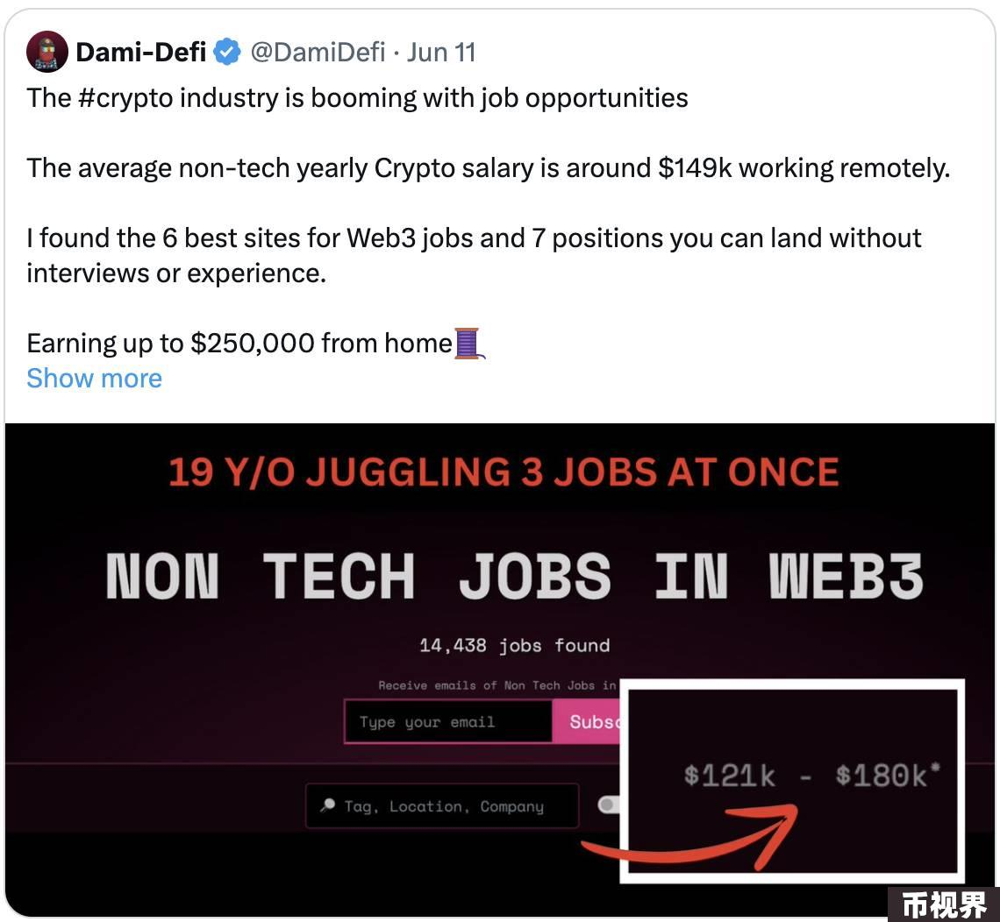 Dami-Defi @DamiDefi · Jun 11
The #crypto industry is booming with job opportunities
The average non-tech yearly Crypto salary is around $149k working remotely.
I found the 6 best sites for Web3 jobs and 7 positions you can land without
interviews or experience.
Earning up to $250,000 from home🧵
Show more
19 Y/O JUGGLING 3 JOBS AT ONCE
NON TECH JOBS IN WEB3
14,438 jobs found
Receive emails of Non Tech Jobs in
Type your email
Subsc
$121k - $180k*
Tag, Location, Company
币视界